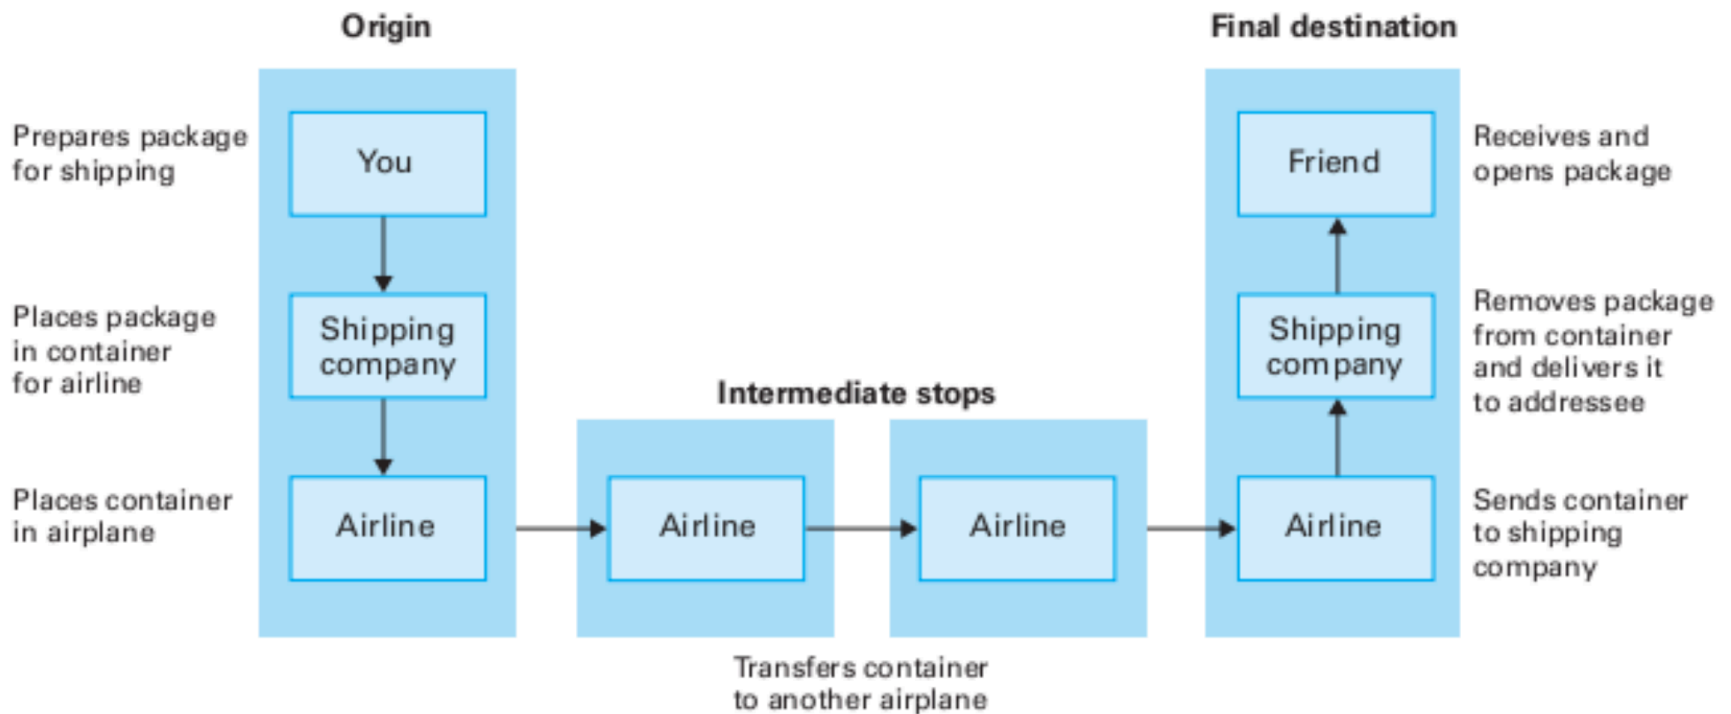 Origin
Final destination
Prepares package
for shipping
You
Friend
Receives and
opens package
Places package
in container
for airline
Shipping
company
Intermediate stops
Shipping
company
Removes package
from container
and delivers it
to addressee
Places container
in airplane
Airline
Airline
Airline
Airline
Sends container
to shipping
company
Transfers container
to another airplane